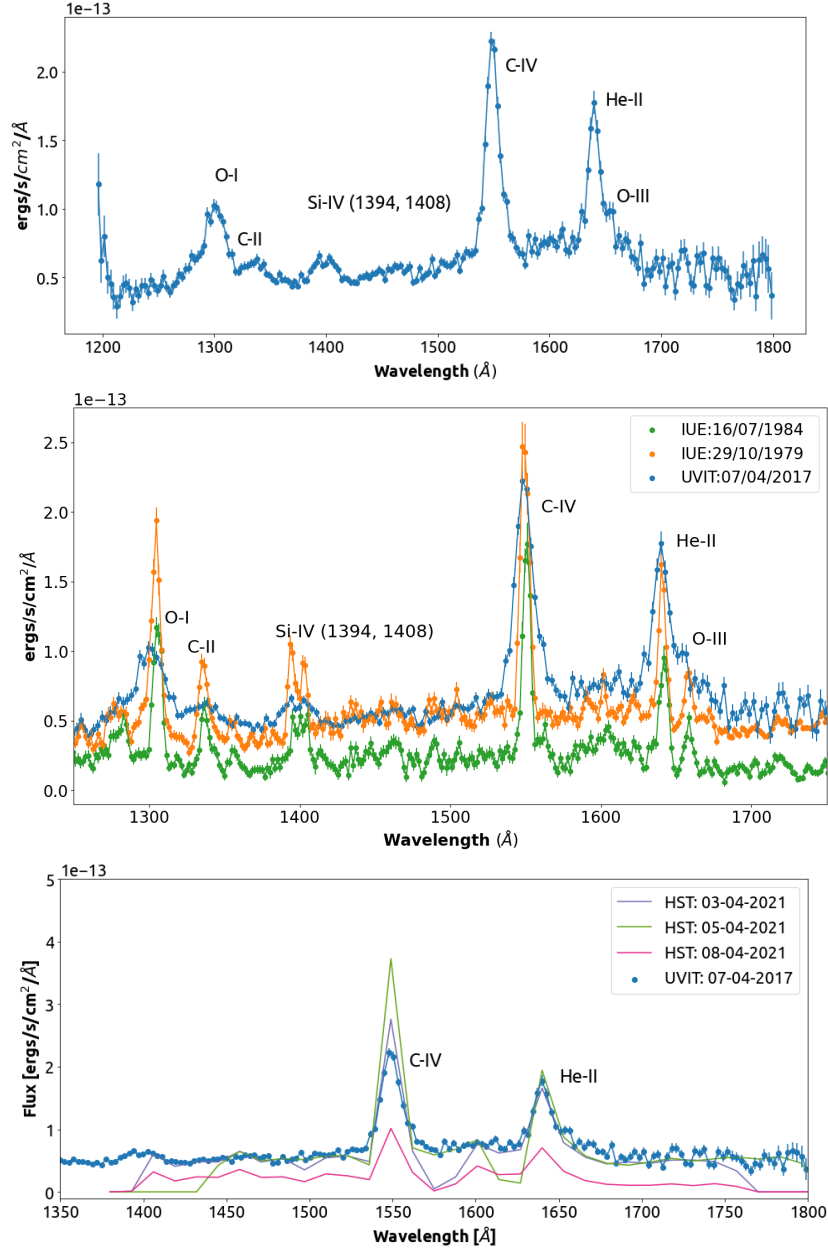 1e−13
2.0
1.5
1.0
0.5
ergs/s/cm²/Å
C-IV
He-II
O-I
Si-IV (1394, 1408)
O-III
C-II
1200 1300 1400 1500 1600 1700 1800
Wavelength (Å)
1e−13
2.5
2.0
1.5
1.0
0.5
0.0
ergs/s/cm²/Å
IUE:16/07/1984
IUE:29/10/1979
UVIT:07/04/2017
C-IV
He-II
O-I
Si-IV (1394, 1408)
C-II
O-III
1300 1400 1500 1600 1700
Wavelength (Å)
1e−13
5
4
3
2
1
0
Flux [ergs/s/cm²/Å]
HST: 03-04-2021
HST: 05-04-2021
HST: 08-04-2021
UVIT: 07-04-2017
C-IV
He-II
1350 1400 1450 1500 1550 1600 1650 1700 1750 1800
Wavelength [Å]